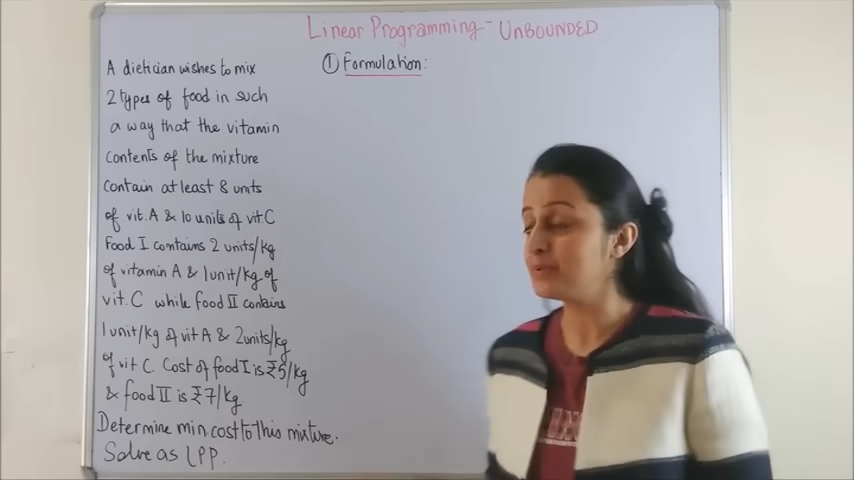 Linear Programming - UNBOUNDED
A dietician wishes to mix
2 types of food in such
a way that the vitamin
contents of the mixture
contain at least 8 units
of vit. A & 10 units of vit C
Food I contains 2 units/kg
of vitamin A & 1 unit/kg of
vit. C while food II contains
1 unit/kg of vit A & 2 units/kg
of vit C. Cost of food I is ₹5/kg
& food II is ₹7/kg
Determine min. cost to this mixture.
Solve as LPP.
① Formulation: